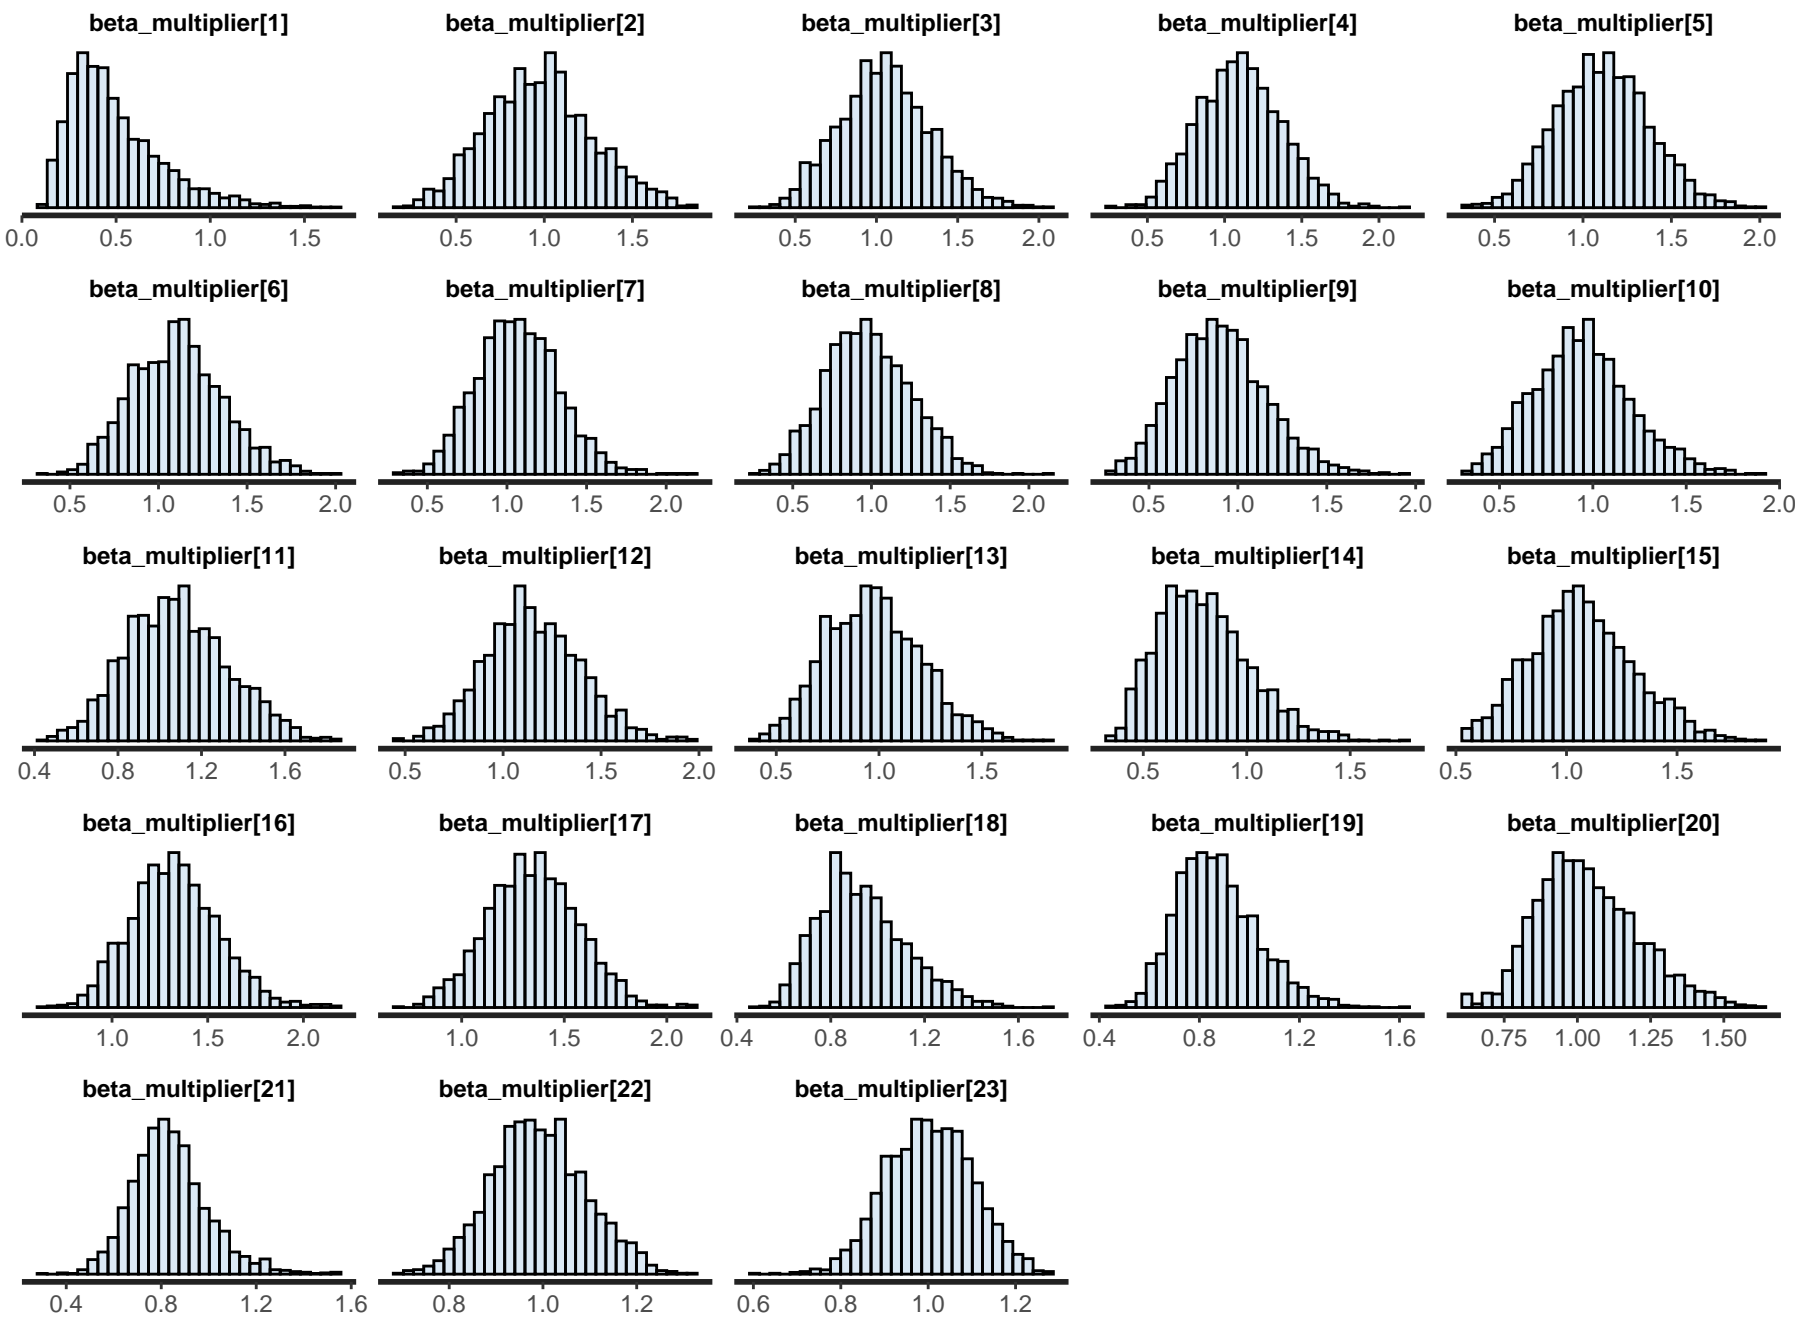 beta_multiplier[1] beta_multiplier[2] beta_multiplier[3] beta_multiplier[4] beta_multiplier[5]
0.0 0.5 1.0 1.5 0.5 1.0 1.5 0.5 1.0 1.5 2.0 0.5 1.0 1.5 2.0 0.5 1.0 1.5 2.0
beta_multiplier[6] beta_multiplier[7] beta_multiplier[8] beta_multiplier[9] beta_multiplier[10]
0.5 1.0 1.5 2.0 0.5 1.0 1.5 2.0 0.5 1.0 1.5 2.0 0.5 1.0 1.5 2.0 0.5 1.0 1.5 2.0
beta_multiplier[11] beta_multiplier[12] beta_multiplier[13] beta_multiplier[14] beta_multiplier[15]
0.4 0.8 1.2 1.6 0.5 1.0 1.5 2.0 0.5 1.0 1.5 0.5 1.0 1.5 0.5 1.0 1.5
beta_multiplier[16] beta_multiplier[17] beta_multiplier[18] beta_multiplier[19] beta_multiplier[20]
1.0 1.5 2.0 1.0 1.5 2.0 0.4 0.8 1.2 1.6 0.4 0.8 1.2 1.6 0.75 1.00 1.25 1.50
beta_multiplier[21] beta_multiplier[22] beta_multiplier[23]
0.4 0.8 1.2 1.6 0.8 1.0 1.2 0.6 0.8 1.0 1.2